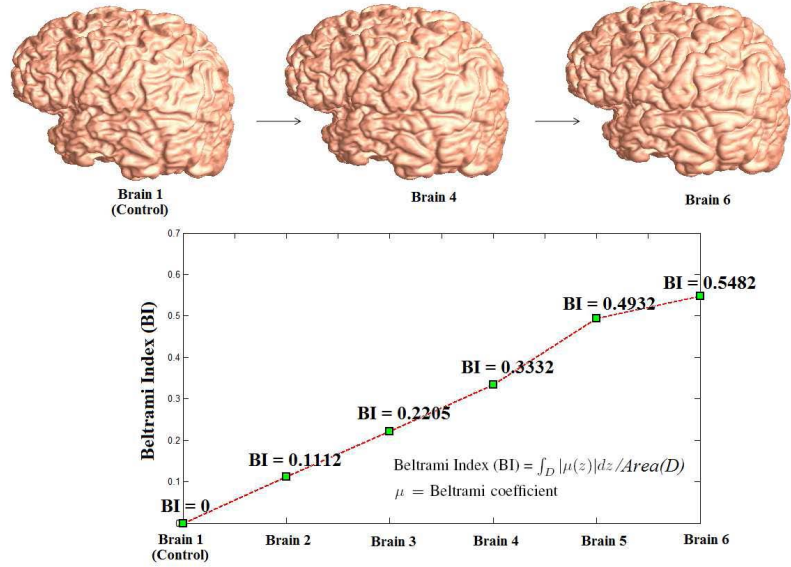 Brain 1
(Control)
Brain 4
Brain 6
0.7
0.6
0.5
0.4
0.3
0.2
0.1
0
Beltrami Index (BI)
BI = 0
BI = 0.1112
BI = 0.2205
BI = 0.3332
BI = 0.4932
BI = 0.5482
Beltrami Index (BI) = ∫_D |μ(z)|dz/Area(D)
μ = Beltrami coefficient
Brain 1
(Control)
Brain 2
Brain 3
Brain 4
Brain 5
Brain 6